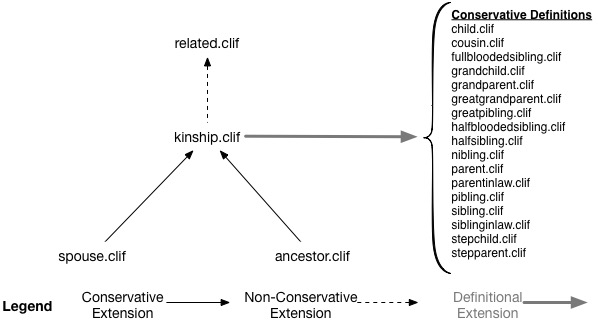 related.clif
kinship.clif
spouse.clif
ancestor.clif
Conservative Definitions
child.clif
cousin.clif
fullbloodedsibling.clif
grandchild.clif
grandparent.clif
greatgrandparent.clif
greatpibling.clif
halfbloodedsibling.clif
halfsibling.clif
nibling.clif
parent.clif
parentinlaw.clif
pibling.clif
sibling.clif
siblinginlaw.clif
stepchild.clif
stepparent.clif
Legend
Conservative
Extension
Non-Conservative
Extension
Definitional
Extension